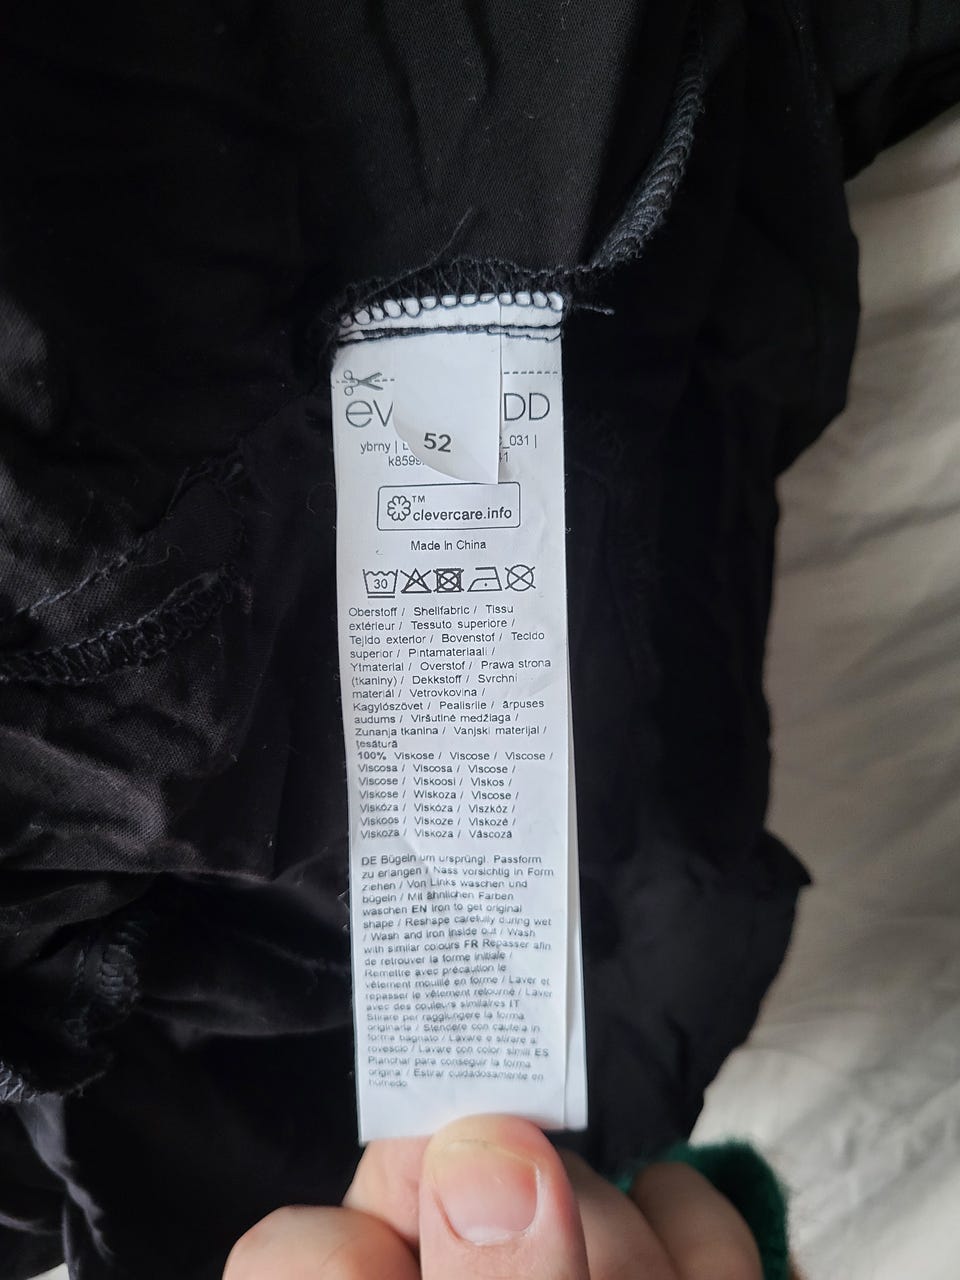 52
ev DD
ybrny | _031 |
k859 41
TM
clevercare.info
Made In China
30
Oberstoff / Shellfabric / Tissu
extérieur / Tessuto superiore /
Tejido exterior / Bovenstof / Tecido
superior / Pintamateriaali /
Ytmaterial / Overstof / Prawa strona
(tkaniny) / Dekkstoff / Svrchní
materiál / Vetrovkovina /
Kagylószövet / Pealisriie / ārpuses
audums / Viršutinė medžiaga /
Zunanja tkanina / Vanjski materijal /
țesătură
100% Viskose / Viscose / Viscose /
Viscosa / Viscosa / Viscose /
Viscose / Viskoosi / Viskos /
Viskose / Wiskoza / Viscose /
Viskóza / Viskóza / Viszkóz /
Viskoos / Viskoze / Viskozė /
Viskoza / Viskoza / Vâscoză
DE Bügeln um ursprüngl. Passform
zu erlangen / Nass vorsichtig in Form
ziehen / Von Links waschen und
bügeln / Mit ähnlichen Farben
waschen EN Iron to get original
shape / Reshape carefully during wet
/ Wash and iron inside out / Wash
with similar colours FR Repasser afin
de retrouver la forme initiale /
Remettre avec précaution le
vêtement mouillé en forme / Laver et
repasser le vêtement retourné / Laver
avec des couleurs similaires IT
Stirare per raggiungere la forma
originaria / Stendere con cautela in
forma bagnato / Lavare e stirare a
rovescio / Lavare con colori simili ES
Planchar para conseguir la forma
original / Estirar cuidadosamente en
húmedo